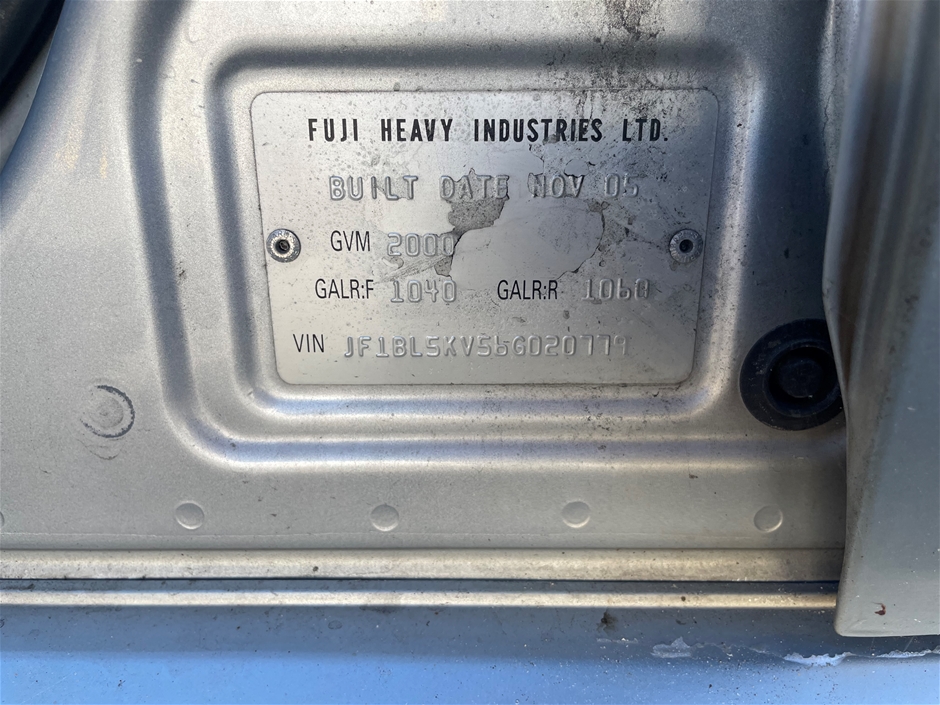 FUJI HEAVY INDUSTRIES LTD.
BUILT DATE NOV 05
GVM 2000
GALR:F 1040 GALR:R 1060
VIN JF1BL5KV56G020779